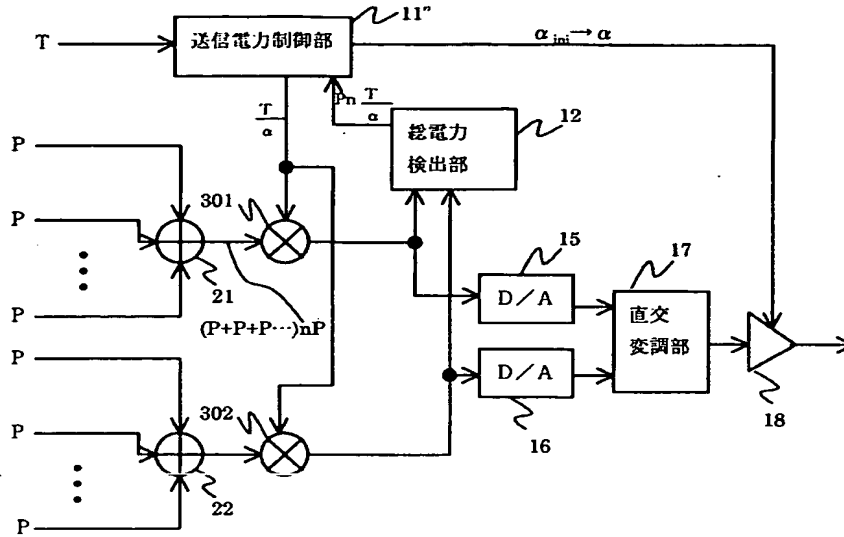 11"
T
送信電力制御部
α ini → α
T
α
Pn T
α
総電力
検出部
12
P
P
P
301
21
(P+P+P…)nP
15
D／A
17
直交
変調部
18
P
P
P
302
22
D／A
16